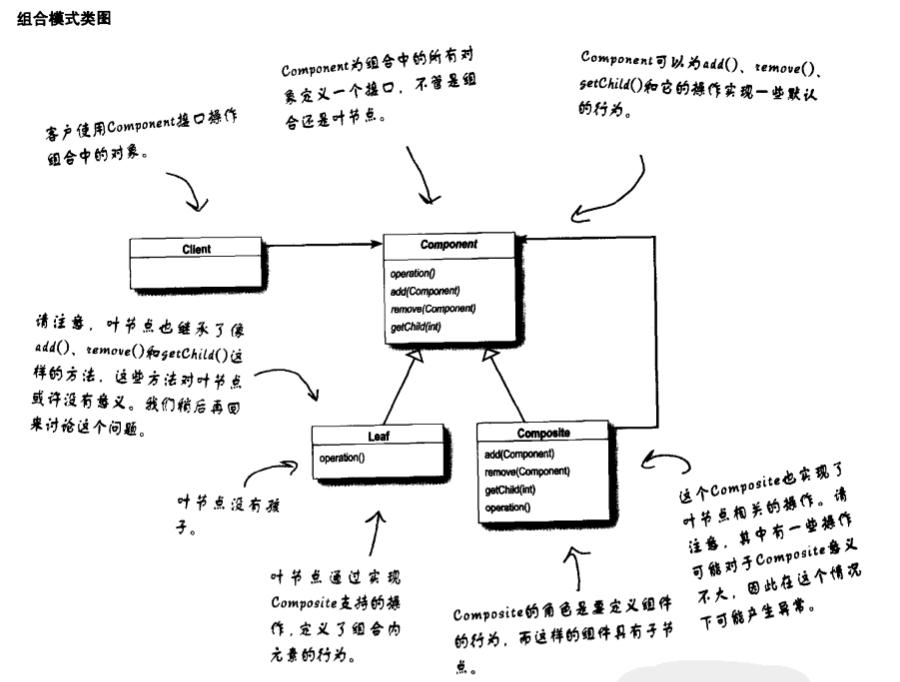 组合模式类图
客户使用Component接口操作
组合中的对象。
Component为组合中的所有对
象定义一个接口，不管是组
合还是叶节点。
Component可以为add()、remove()、
getChild()和它的操作实现一些默认
的行为。
Client
Component
operation()
add(Component)
remove(Component)
getChild(int)
请注意，叶节点也继承了像
add()、remove()和getChild()这
样的方法，这些方法对叶节点
或许没有意义。我们稍后再回
来讨论这个问题。
Leaf
operation()
Composite
add(Component)
remove(Component)
getChild(int)
operation()
叶节点没有孩
子。
叶节点通过实现
Composite支持的操
作，定义了组合内
元素的行为。
Composite的角色是要定义组件
的行为，而这样的组件具有子节
点。
这个Composite也实现了
叶节点相关的操作。请
注意，其中有一些操作
可能对于Composite意义
不大，因此在这个情况
下可能产生异常。